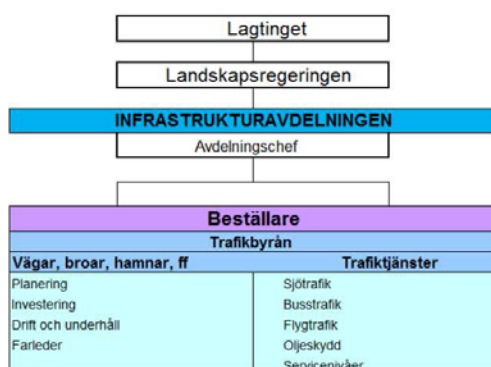 Lagtinget
Landskapsregeringen
INFRASTRUKTURAVDELNINGEN
Avdelningschef
Beställare
Trafikbyrån
Vägar, broar, hamnar, ff
Trafiktjänster
Planering
Sjötrafik
Investering
Busstrafik
Drift och underhåll
Flygtrafik
Farleder
Oljeskydd
Servicenivåer